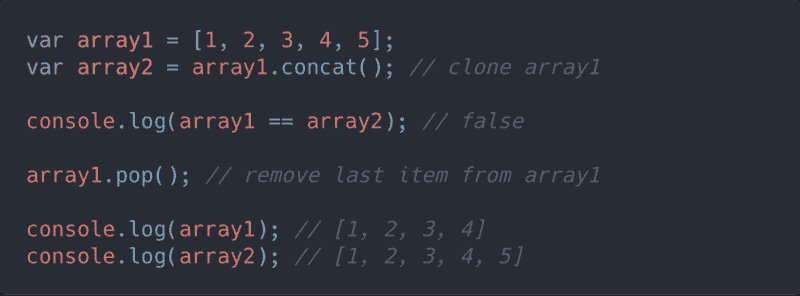 var array1 = [1, 2, 3, 4, 5];
var array2 = array1.concat(); // clone array1
console.log(array1 == array2); // false
array1.pop(); // remove last item from array1
console.log(array1); // [1, 2, 3, 4]
console.log(array2); // [1, 2, 3, 4, 5]